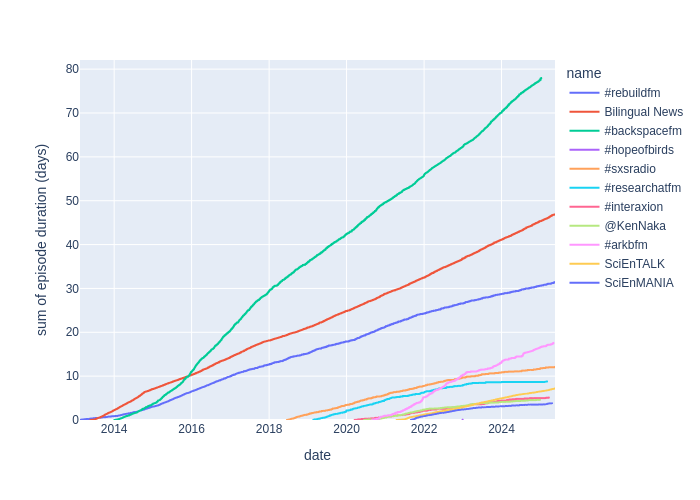 name
#rebuildfm
Bilingual News
#backspacefm
#hopeofbirds
#sxsradio
#researchatfm
#interaxion
@KenNaka
#arkbfm
SciEnTALK
SciEnMANIA
sum of episode duration (days)
80
70
60
50
40
30
20
10
0
2014 2016 2018 2020 2022 2024
date